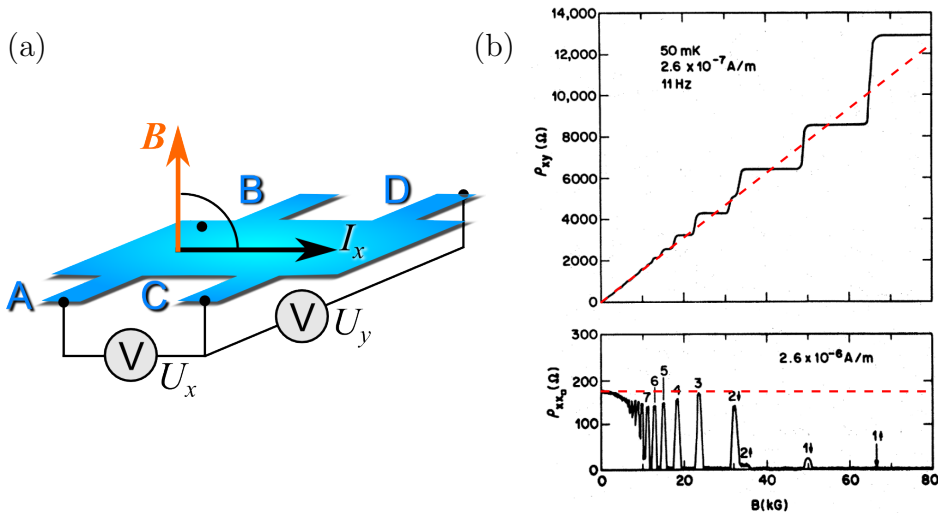 (a)
B
B
D
I_x
A
C
V
U_y
V
U_x
(b)
14,000
12,000
10,000
8000
6000
4000
2000
0
ρ_xy (Ω)
50 mK
2.6 x 10⁻⁷ A/m
11 Hz
300
200
100
0
ρ_xx (Ω)
2.6 x 10⁻⁶ A/m
7
6
5
4
3
2↑
2↓
1↑
1↓
0
20
40
60
80
B(kG)